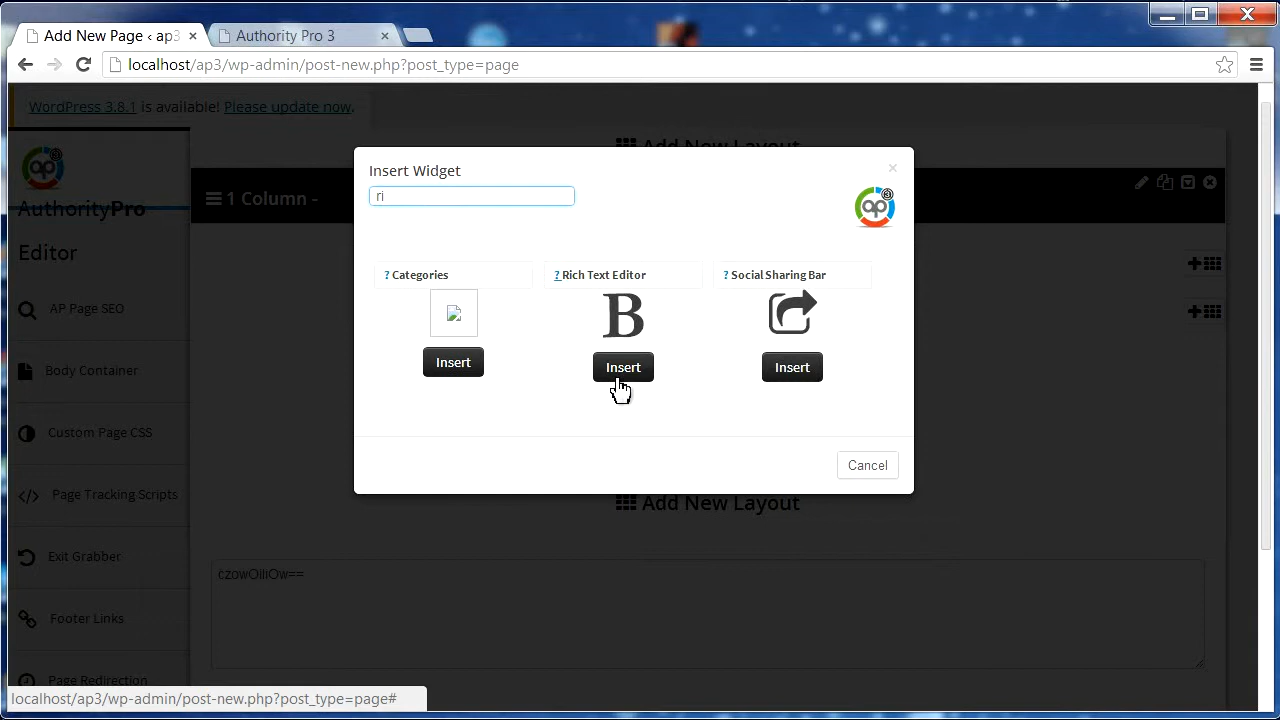 Add New Page ‹ ap3
Authority Pro 3
localhost/ap3/wp-admin/post-new.php?post_type=page
WordPress 3.8.1 is available! Please update now.
Add New Layout
ap 3
AuthorityPro
Editor
AP Page SEO
Body Container
Custom Page CSS
Page Tracking Scripts
Exit Grabber
Footer Links
Page Redirection
1 Column -
Insert Widget
ri
ap 3
? Categories
? Rich Text Editor
? Social Sharing Bar
B
Insert
Insert
Insert
Cancel
Add New Layout
czowOiIiOw==
localhost/ap3/wp-admin/post-new.php?post_type=page#